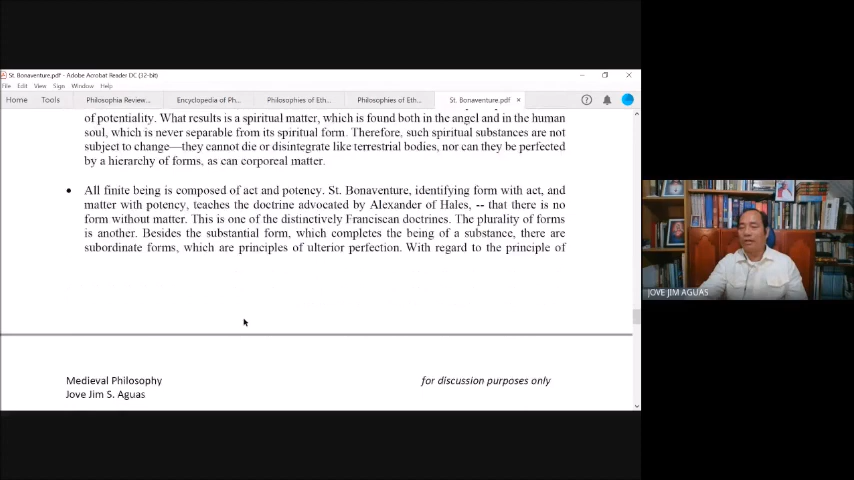 St. Bonaventure.pdf - Adobe Acrobat Reader DC (32-bit)
File Edit View Sign Window Help
Home Tools Philosophia Review... Encyclopedia of Ph... Philosophies of Eth... Philosophies of Eth... St. Bonaventure.pdf ×
of potentiality. What results is a spiritual matter, which is found both in the angel and in the human
soul, which is never separable from its spiritual form. Therefore, such spiritual substances are not
subject to change—they cannot die or disintegrate like terrestrial bodies, nor can they be perfected
by a hierarchy of forms, as can corporeal matter.
• All finite being is composed of act and potency. St. Bonaventure, identifying form with act, and
matter with potency, teaches the doctrine advocated by Alexander of Hales, -- that there is no
form without matter. This is one of the distinctively Franciscan doctrines. The plurality of forms
is another. Besides the substantial form, which completes the being of a substance, there are
subordinate forms, which are principles of ulterior perfection. With regard to the principle of
Medieval Philosophy for discussion purposes only
Jove Jim S. Aguas
JOVE JIM AGUAS